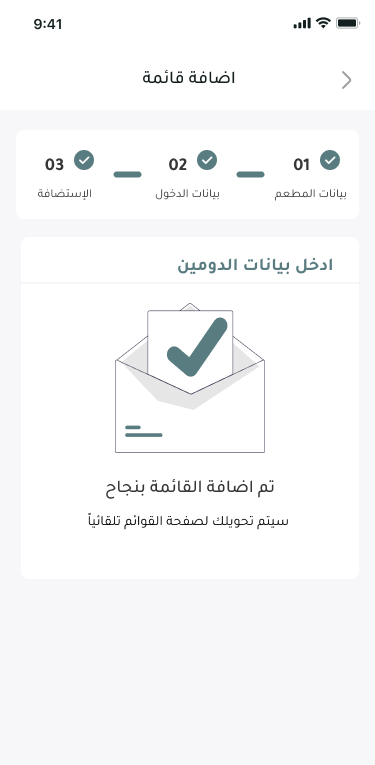 9:41
اضافة قائمة
01
02
03
بيانات المطعم
بيانات الدخول
الإستضافة
ادخل بيانات الدومين
تم اضافة القائمة بنجاح
سيتم تحويلك لصفحة القوائم تلقائياً